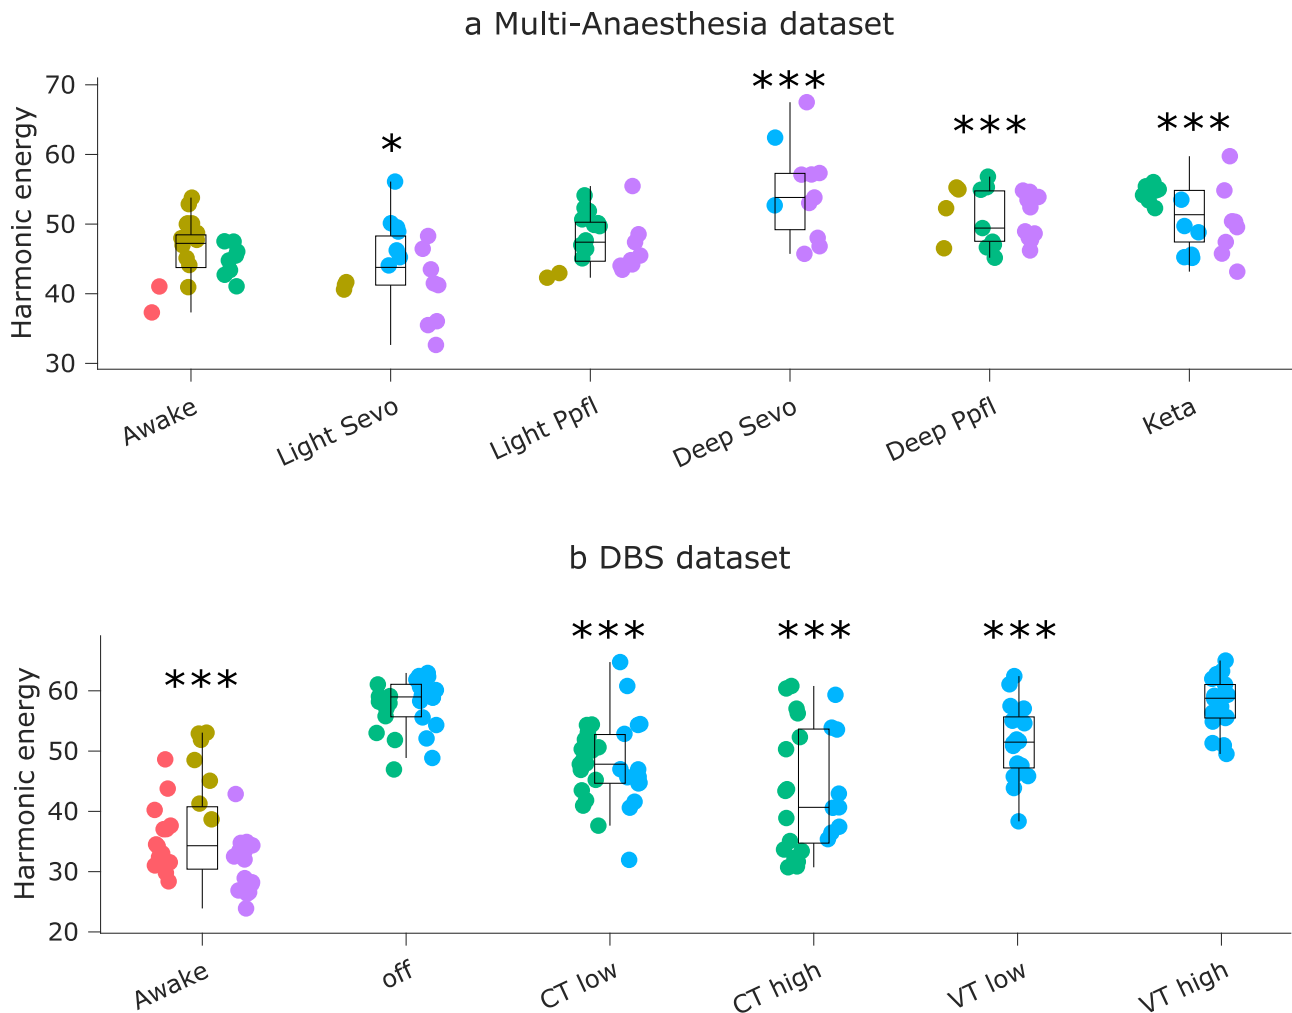 a Multi-Anaesthesia dataset
Harmonic energy
70
60
50
40
30
*
***
***
***
Awake
Light Sevo
Light Ppfl
Deep Sevo
Deep Ppfl
Keta
b DBS dataset
Harmonic energy
60
50
40
30
20
***
***
***
***
Awake
off
CT low
CT high
VT low
VT high